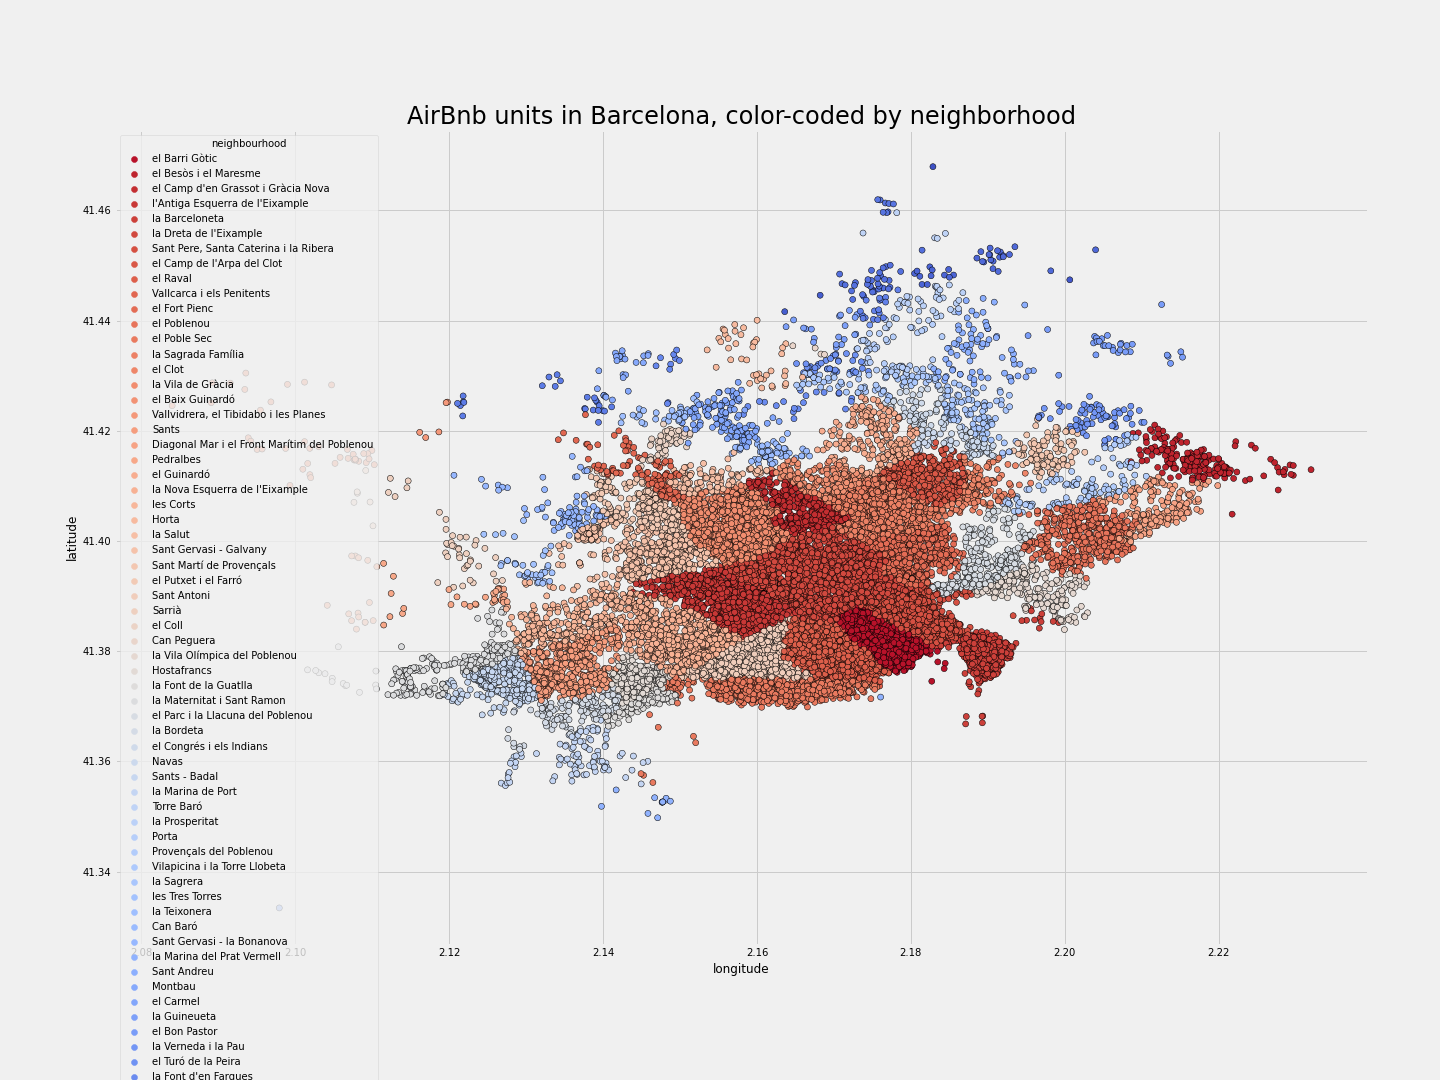 AirBnb units in Barcelona, color-coded by neighborhood
neighbourhood
el Barri Gòtic
el Besòs i el Maresme
el Camp d'en Grassot i Gràcia Nova
l'Antiga Esquerra de l'Eixample
la Barceloneta
la Dreta de l'Eixample
Sant Pere, Santa Caterina i la Ribera
el Camp de l'Arpa del Clot
el Raval
Vallcarca i els Penitents
el Fort Pienc
el Poblenou
el Poble Sec
la Sagrada Família
el Clot
la Vila de Gràcia
el Baix Guinardó
Vallvidrera, el Tibidabo i les Planes
Sants
Diagonal Mar i el Front Marítim del Poblenou
Pedralbes
el Guinardó
la Nova Esquerra de l'Eixample
les Corts
Horta
la Salut
Sant Gervasi - Galvany
Sant Martí de Provençals
el Putxet i el Farró
Sant Antoni
Sarrià
el Coll
Can Peguera
la Vila Olímpica del Poblenou
Hostafrancs
la Font de la Guatlla
la Maternitat i Sant Ramon
el Parc i la Llacuna del Poblenou
la Bordeta
el Congrés i els Indians
Navas
Sants - Badal
la Marina de Port
Torre Baró
la Prosperitat
Porta
Provençals del Poblenou
Vilapicina i la Torre Llobeta
la Sagrera
les Tres Torres
la Teixonera
Can Baró
Sant Gervasi - la Bonanova
la Marina del Prat Vermell
Sant Andreu
Montbau
el Carmel
la Guineueta
el Bon Pastor
la Verneda i la Pau
el Turó de la Peira
la Font d'en Fargues
41.46
41.44
41.42
41.40
41.38
41.36
41.34
latitude
2.08
2.10
2.12
2.14
2.16
2.18
2.20
2.22
longitude